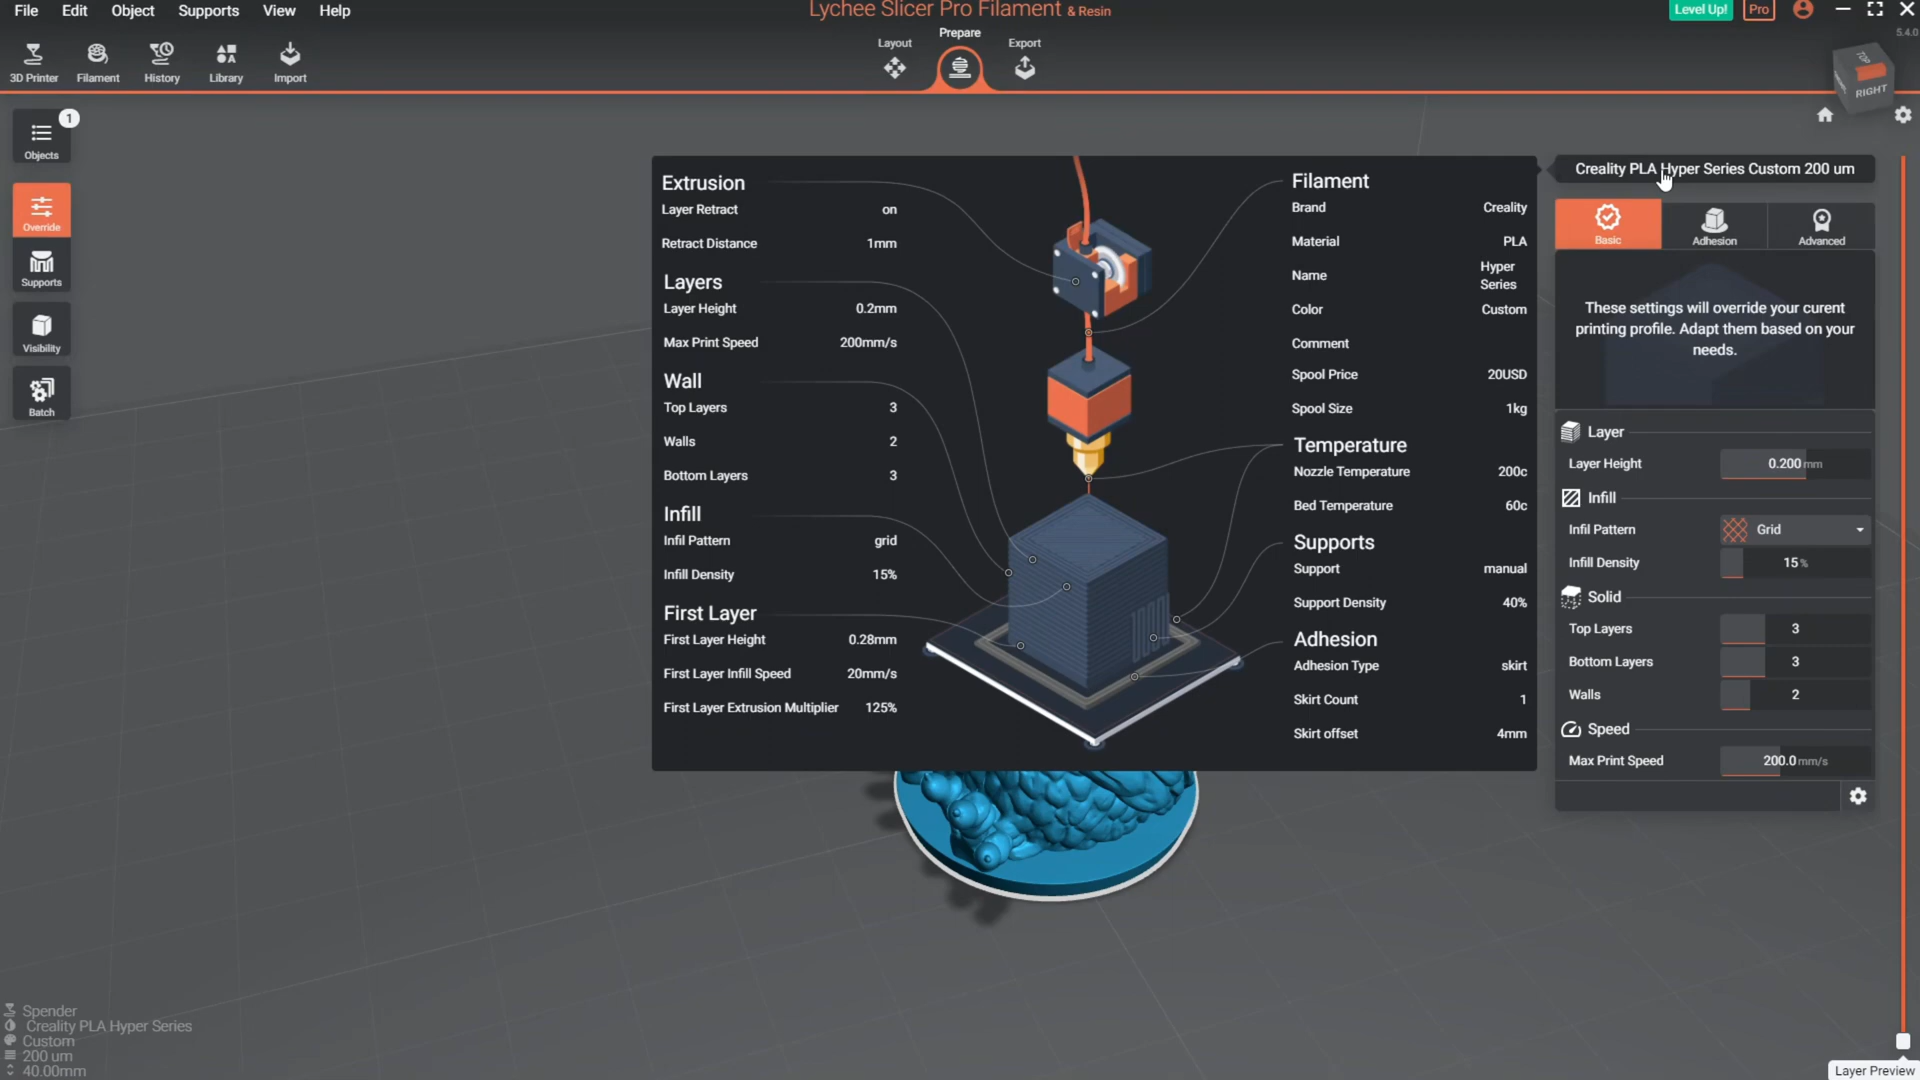 File Edit Object Supports View Help
Lychee Slicer Pro Filament & Resin
Level Up! Pro
5.4.0
3D Printer Filament History Library Import
Layout Prepare Export
TOP
RIGHT
Objects 1
Override
Supports
Visibility
Batch
Extrusion
Layer Retract on
Retract Distance 1mm
Layers
Layer Height 0.2mm
Max Print Speed 200mm/s
Wall
Top Layers 3
Walls 2
Bottom Layers 3
Infill
Infil Pattern grid
Infill Density 15%
First Layer
First Layer Height 0.28mm
First Layer Infill Speed 20mm/s
First Layer Extrusion Multiplier 125%
Filament
Brand Creality
Material PLA
Name Hyper
Series
Color Custom
Comment
Spool Price 20USD
Spool Size 1kg
Temperature
Nozzle Temperature 200c
Bed Temperature 60c
Supports
Support manual
Support Density 40%
Adhesion
Adhesion Type skirt
Skirt Count 1
Skirt offset 4mm
Creality PLA Hyper Series Custom 200 um
Basic Adhesion Advanced
These settings will override your curent
printing profile. Adapt them based on your
needs.
Layer
Layer Height 0.200 mm
Infill
Infil Pattern Grid
Infill Density 15 %
Solid
Top Layers 3
Bottom Layers 3
Walls 2
Speed
Max Print Speed 200.0 mm/s
Spender
Creality PLA Hyper Series
Custom
200 um
40.00mm
Layer Preview